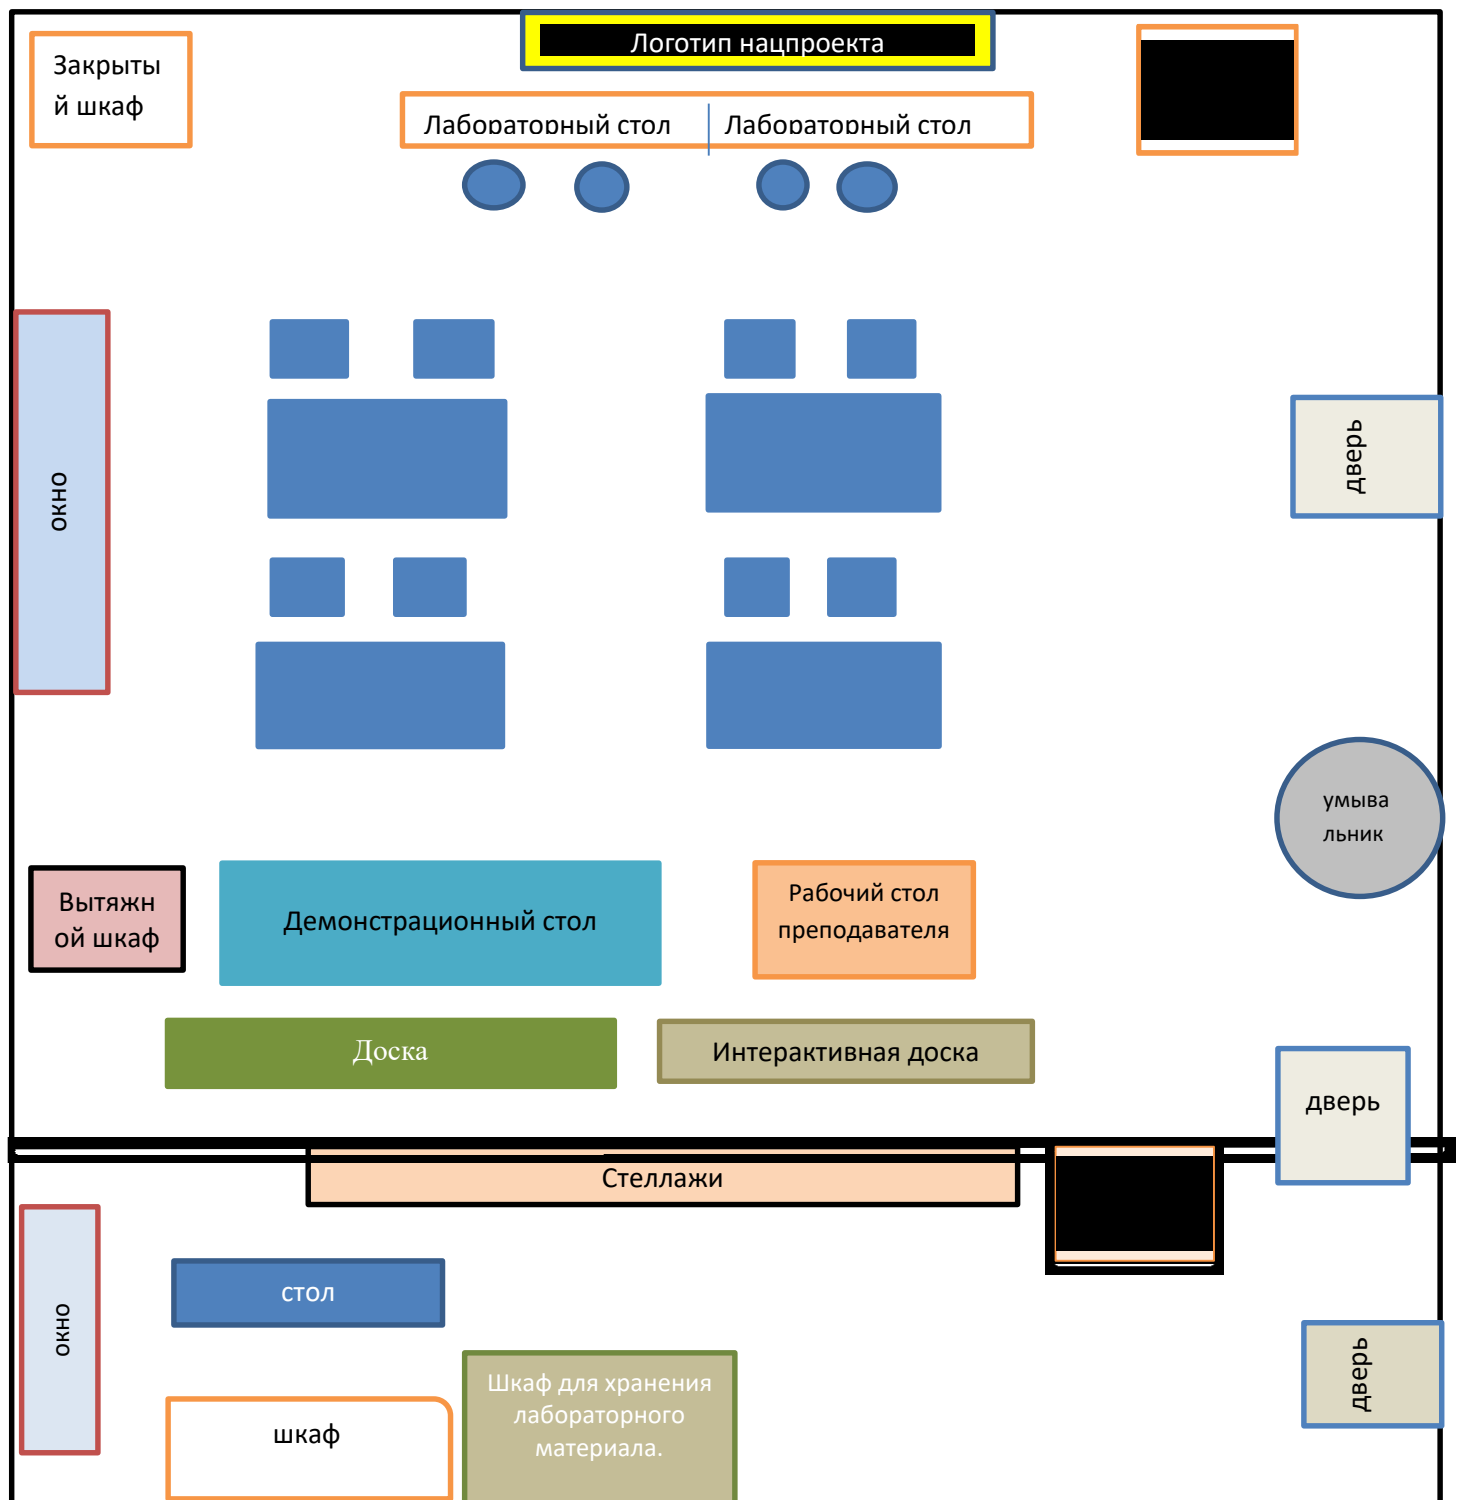 Логотип нацпроекта
Закрыты
й шкаф
Лабораторный стол
Лабораторный стол
окно
дверь
умыва
льник
Вытяжн
ой шкаф
Демонстрационный стол
Рабочий стол
преподавателя
Доска
Интерактивная доска
дверь
Стеллажи
окно
стол
дверь
Шкаф для хранения
лабораторного
материала.
шкаф